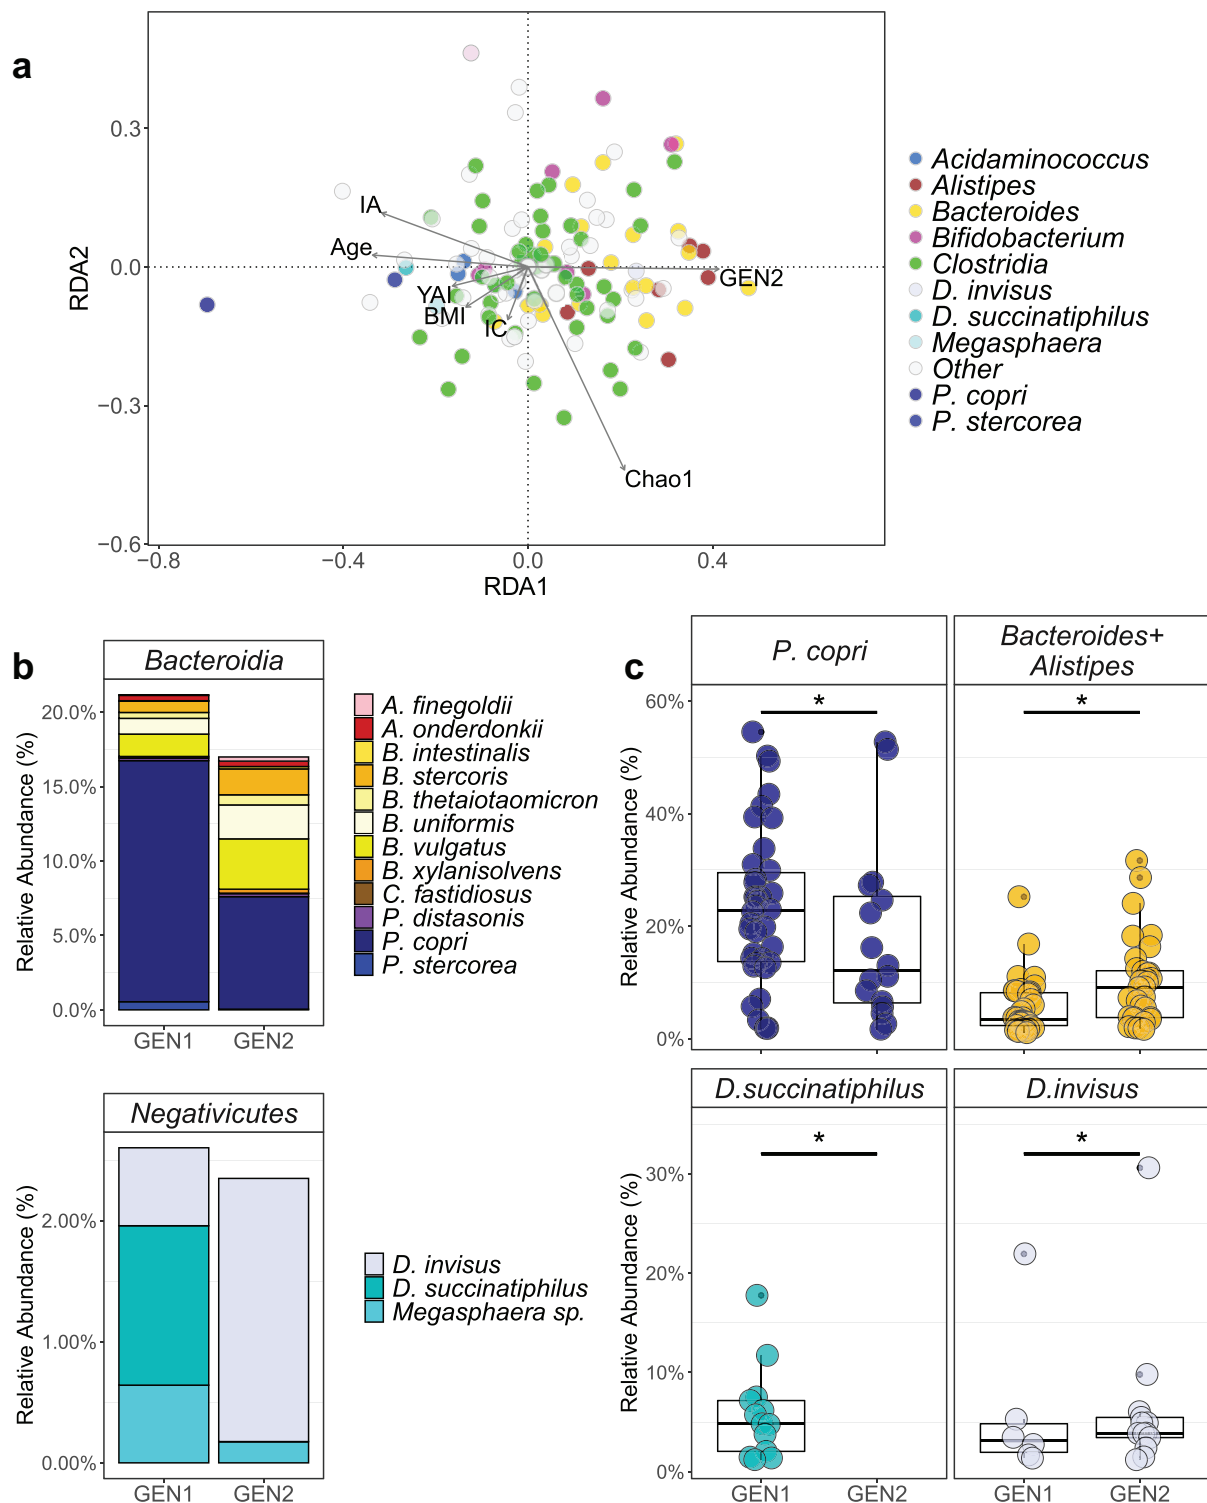 a
RDA2
0.3
0.0
−0.3
−0.6
−0.8
−0.4
0.0
0.4
RDA1
IA
Age
YAI
BMI
IC
GEN2
Chao1
Acidaminococcus
Alistipes
Bacteroides
Bifidobacterium
Clostridia
D. invisus
D. succinatiphilus
Megasphaera
Other
P. copri
P. stercorea
b
Bacteroidia
Relative Abundance (%)
20.0%
15.0%
10.0%
5.0%
0.0%
GEN1
GEN2
A. finegoldii
A. onderdonkii
B. intestinalis
B. stercoris
B. thetaiotaomicron
B. uniformis
B. vulgatus
B. xylanisolvens
C. fastidiosus
P. distasonis
P. copri
P. stercorea
Negativicutes
Relative Abundance (%)
2.00%
1.00%
0.00%
GEN1
GEN2
D. invisus
D. succinatiphilus
Megasphaera sp.
c
P. copri
Bacteroides+
Alistipes
Relative Abundance (%)
60%
40%
20%
0%
*
*
D.succinatiphilus
D.invisus
Relative Abundance (%)
30%
20%
10%
0%
*
*
GEN1
GEN2
GEN1
GEN2